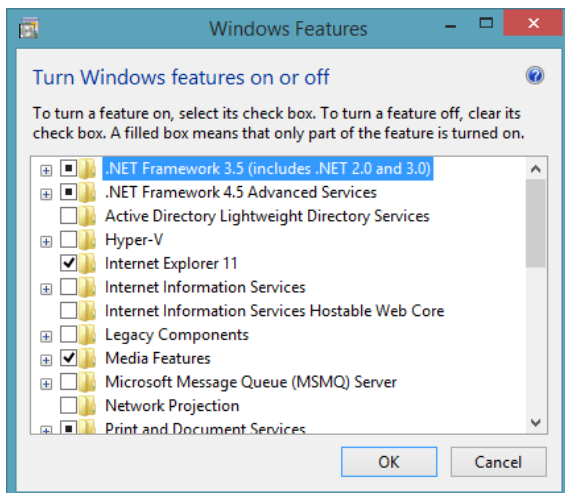 Windows Features
Turn Windows features on or off
To turn a feature on, select its check box. To turn a feature off, clear its
check box. A filled box means that only part of the feature is turned on.
.NET Framework 3.5 (includes .NET 2.0 and 3.0)
.NET Framework 4.5 Advanced Services
Active Directory Lightweight Directory Services
Hyper-V
Internet Explorer 11
Internet Information Services
Internet Information Services Hostable Web Core
Legacy Components
Media Features
Microsoft Message Queue (MSMQ) Server
Network Projection
Print and Document Services
OK Cancel